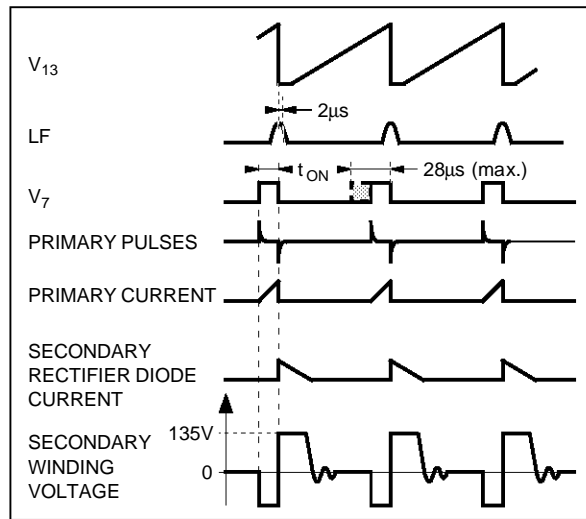 V13
2μs
LF
tON
28μs (max.)
V7
PRIMARY PULSES
PRIMARY CURRENT
SECONDARY
RECTIFIER DIODE
CURRENT
135V
SECONDARY
WINDING
VOLTAGE
0